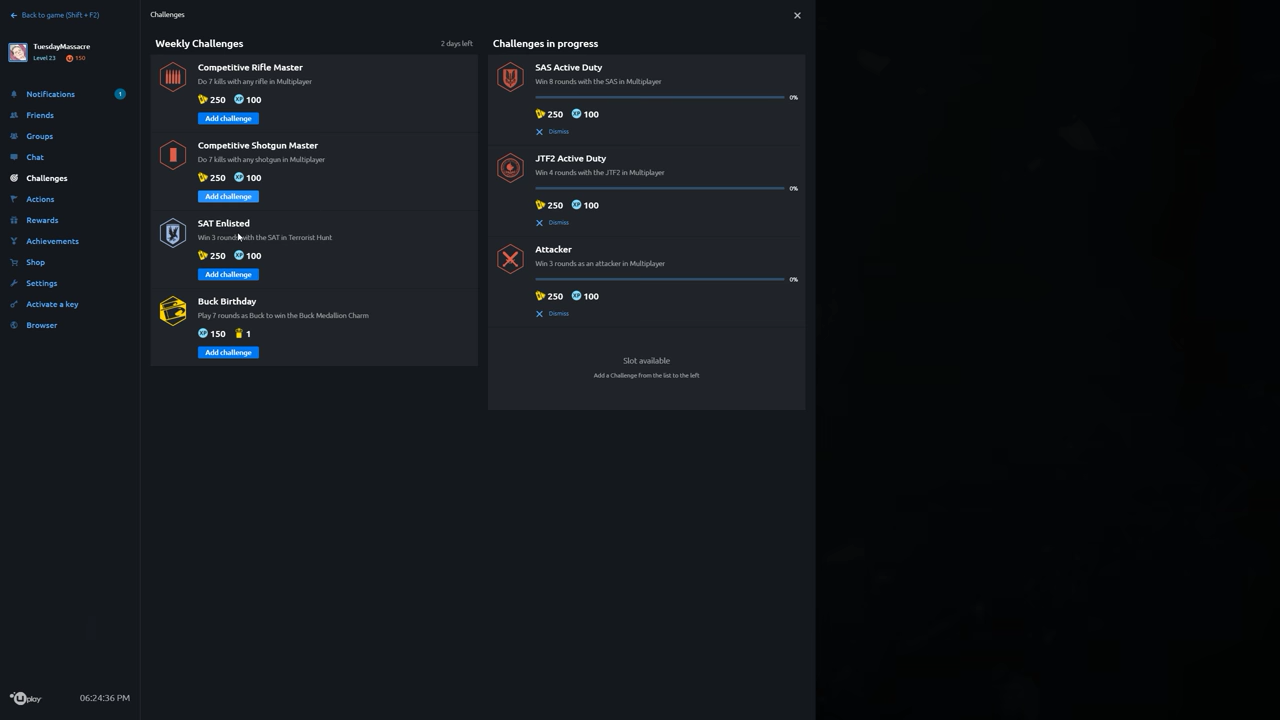 Back to game (Shift + F2)
TuesdayMassacre
Level 23
150
Notifications
1
Friends
Groups
Chat
Challenges
Actions
Rewards
Achievements
Shop
Settings
Activate a key
Browser
uplay
06:24:36 PM
Challenges
Weekly Challenges
2 days left
Competitive Rifle Master
Do 7 kills with any rifle in Multiplayer
250 XP 100
Add challenge
Competitive Shotgun Master
Do 7 kills with any shotgun in Multiplayer
250 XP 100
Add challenge
SAT Enlisted
Win 3 rounds with the SAT in Terrorist Hunt
250 XP 100
Add challenge
Buck Birthday
Play 7 rounds as Buck to win the Buck Medallion Charm
XP 150 1
Add challenge
Challenges in progress
SAS Active Duty
Win 8 rounds with the SAS in Multiplayer
0%
250 XP 100
Dismiss
JTF2 Active Duty
Win 4 rounds with the JTF2 in Multiplayer
0%
250 XP 100
Dismiss
Attacker
Win 3 rounds as an attacker in Multiplayer
0%
250 XP 100
Dismiss
Slot available
Add a Challenge from the list to the left